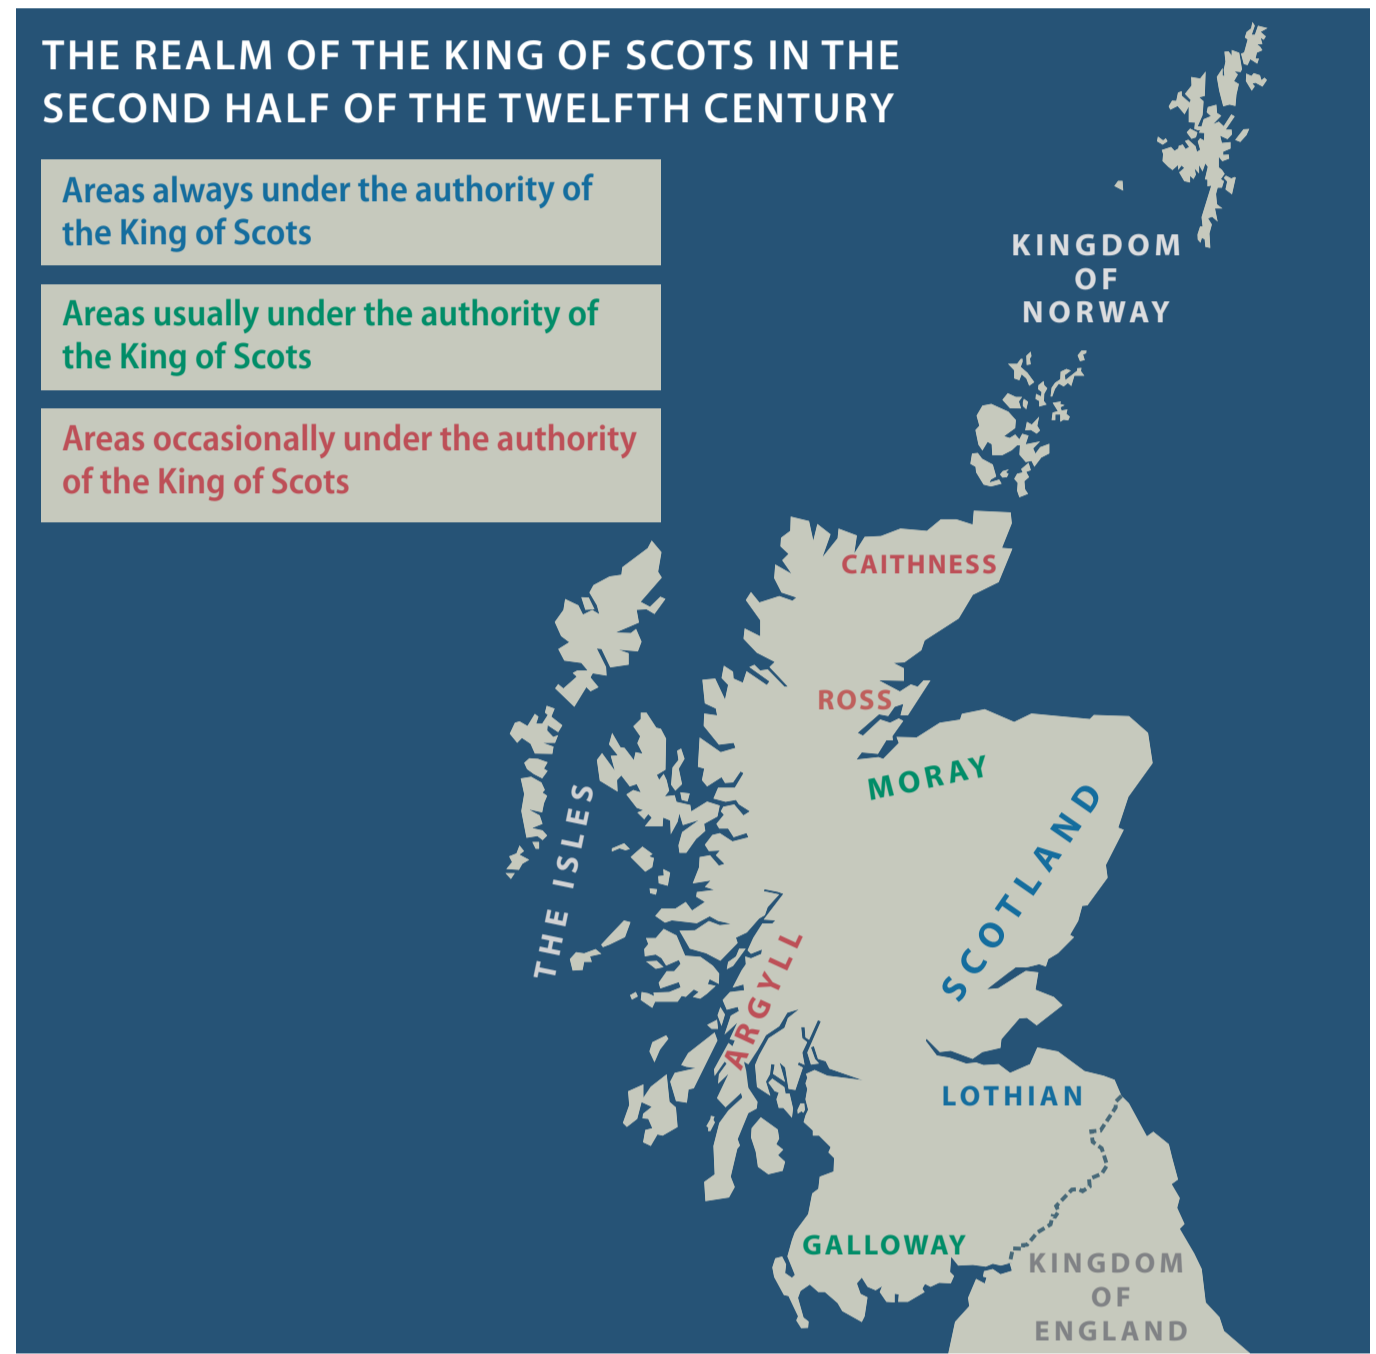 THE REALM OF THE KING OF SCOTS IN THE
SECOND HALF OF THE TWELFTH CENTURY
Areas always under the authority of
the King of Scots
Areas usually under the authority of
the King of Scots
Areas occasionally under the authority
of the King of Scots
KINGDOM
OF
NORWAY
CAITHNESS
ROSS
MORAY
THE ISLES
SCOTLAND
ARGYLL
LOTHIAN
GALLOWAY
KINGDOM
OF
ENGLAND